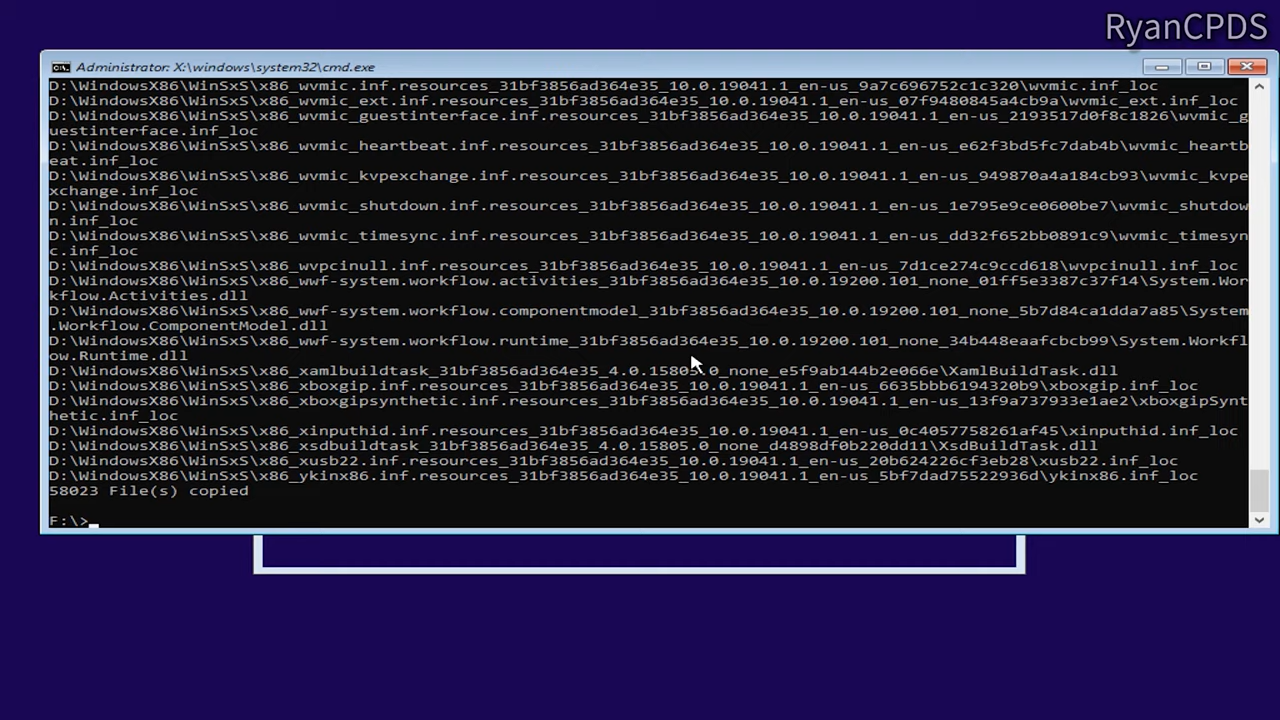 RyanCPDS
Administrator: X:\windows\system32\cmd.exe
D:\WindowsX86\WinSxS\x86_wvmic.inf.resources_31bf3856ad364e35_10.0.19041.1_en-us_9a7c696752c1c320\wvmic.inf_loc
D:\WindowsX86\WinSxS\x86_wvmic_ext.inf.resources_31bf3856ad364e35_10.0.19041.1_en-us_07f9480845a4cb9a\wvmic_ext.inf_loc
D:\WindowsX86\WinSxS\x86_wvmic_guestinterface.inf.resources_31bf3856ad364e35_10.0.19041.1_en-us_2193517d0f8c1826\wvmic_g
uestinterface.inf_loc
D:\WindowsX86\WinSxS\x86_wvmic_heartbeat.inf.resources_31bf3856ad364e35_10.0.19041.1_en-us_e62f3bd5fc7dab4b\wvmic_heartb
eat.inf_loc
D:\WindowsX86\WinSxS\x86_wvmic_kvpexchange.inf.resources_31bf3856ad364e35_10.0.19041.1_en-us_949870a4a184cb93\wvmic_kvpe
xchange.inf_loc
D:\WindowsX86\WinSxS\x86_wvmic_shutdown.inf.resources_31bf3856ad364e35_10.0.19041.1_en-us_1e795e9ce0600be7\wvmic_shutdow
n.inf_loc
D:\WindowsX86\WinSxS\x86_wvmic_timesync.inf.resources_31bf3856ad364e35_10.0.19041.1_en-us_dd32f652bb0891c9\wvmic_timesyn
c.inf_loc
D:\WindowsX86\WinSxS\x86_wvpcinull.inf.resources_31bf3856ad364e35_10.0.19041.1_en-us_7d1ce274c9ccd618\wvpcinull.inf_loc
D:\WindowsX86\WinSxS\x86_wwf-system.workflow.activities_31bf3856ad364e35_10.0.19200.101_none_01ff5e3387c37f14\System.Wor
kflow.Activities.dll
D:\WindowsX86\WinSxS\x86_wwf-system.workflow.componentmodel_31bf3856ad364e35_10.0.19200.101_none_5b7d84ca1dda7a85\System
.Workflow.ComponentModel.dll
D:\WindowsX86\WinSxS\x86_wwf-system.workflow.runtime_31bf3856ad364e35_10.0.19200.101_none_34b448eaafcbcb99\System.Workfl
ow.Runtime.dll
D:\WindowsX86\WinSxS\x86_xamlbuildtask_31bf3856ad364e35_4.0.15805.0_none_e5f9ab144b2e066e\XamlBuildTask.dll
D:\WindowsX86\WinSxS\x86_xboxgip.inf.resources_31bf3856ad364e35_10.0.19041.1_en-us_6635bbb6194320b9\xboxgip.inf_loc
D:\WindowsX86\WinSxS\x86_xboxgipsynthetic.inf.resources_31bf3856ad364e35_10.0.19041.1_en-us_13f9a737933e1ae2\xboxgipSynt
hetic.inf_loc
D:\WindowsX86\WinSxS\x86_xinputhid.inf.resources_31bf3856ad364e35_10.0.19041.1_en-us_0c4057758261af45\xinputhid.inf_loc
D:\WindowsX86\WinSxS\x86_xsdbuildtask_31bf3856ad364e35_4.0.15805.0_none_d4898df0b220dd11\XsdBuildTask.dll
D:\WindowsX86\WinSxS\x86_xusb22.inf.resources_31bf3856ad364e35_10.0.19041.1_en-us_20b624226cf3eb28\xusb22.inf_loc
D:\WindowsX86\WinSxS\x86_ykinx86.inf.resources_31bf3856ad364e35_10.0.19041.1_en-us_5bf7dad75522936d\ykinx86.inf_loc
58023 File(s) copied
F:\>_